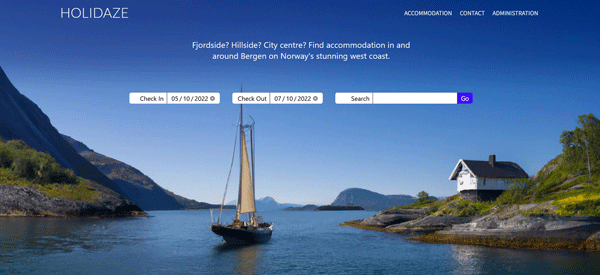 HOLIDAZE
ACCOMMODATION CONTACT ADMINISTRATION
Fjordside? Hillside? City centre? Find accommodation in and
around Bergen on Norway's stunning west coast.
Check In 05/10/2022 Check Out 07/10/2022 Search Go